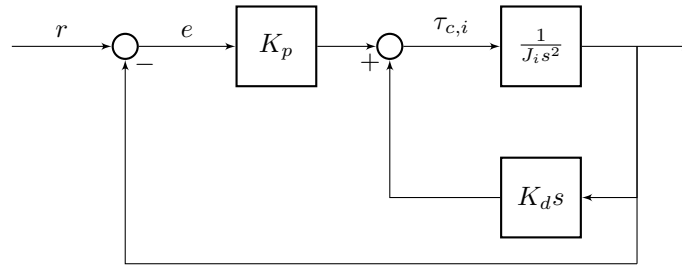 r
e
K_p
τ_{c,i}
1/(J_i s^2)
−
+
K_d s